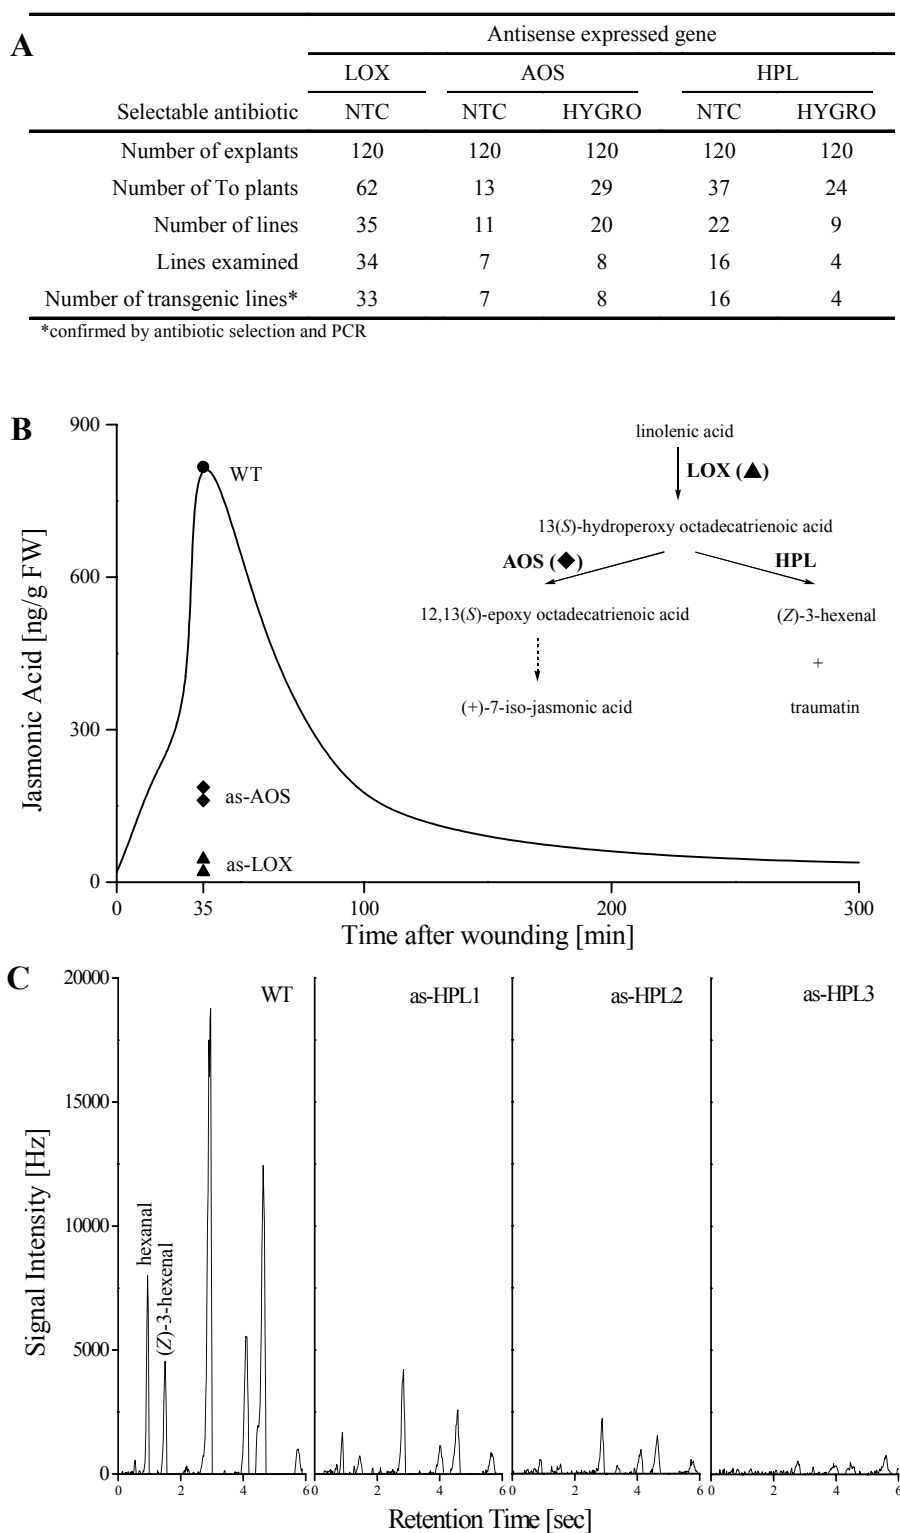 A
Antisense expressed gene
LOX AOS HPL
Selectable antibiotic NTC NTC HYGRO NTC HYGRO
Number of explants 120 120 120 120 120
Number of To plants 62 13 29 37 24
Number of lines 35 11 20 22 9
Lines examined 34 7 8 16 4
Number of transgenic lines* 33 7 8 16 4
*confirmed by antibiotic selection and PCR
B
Jasmonic Acid [ng/g FW]
900
600
300
0
WT
as-AOS
as-LOX
linolenic acid
LOX (▲)
13(S)-hydroperoxy octadecatrienoic acid
AOS (◆) HPL
12,13(S)-epoxy octadecatrienoic acid (Z)-3-hexenal
+
(+)-7-iso-jasmonic acid traumatin
0 35 100 200 300
Time after wounding [min]
C
Signal Intensity [Hz]
20000
15000
10000
5000
0
WT as-HPL1 as-HPL2 as-HPL3
hexanal
(Z)-3-hexenal
0 2 4 6 0 2 4 6 0 2 4 6 0 2 4 6
Retention Time [sec]